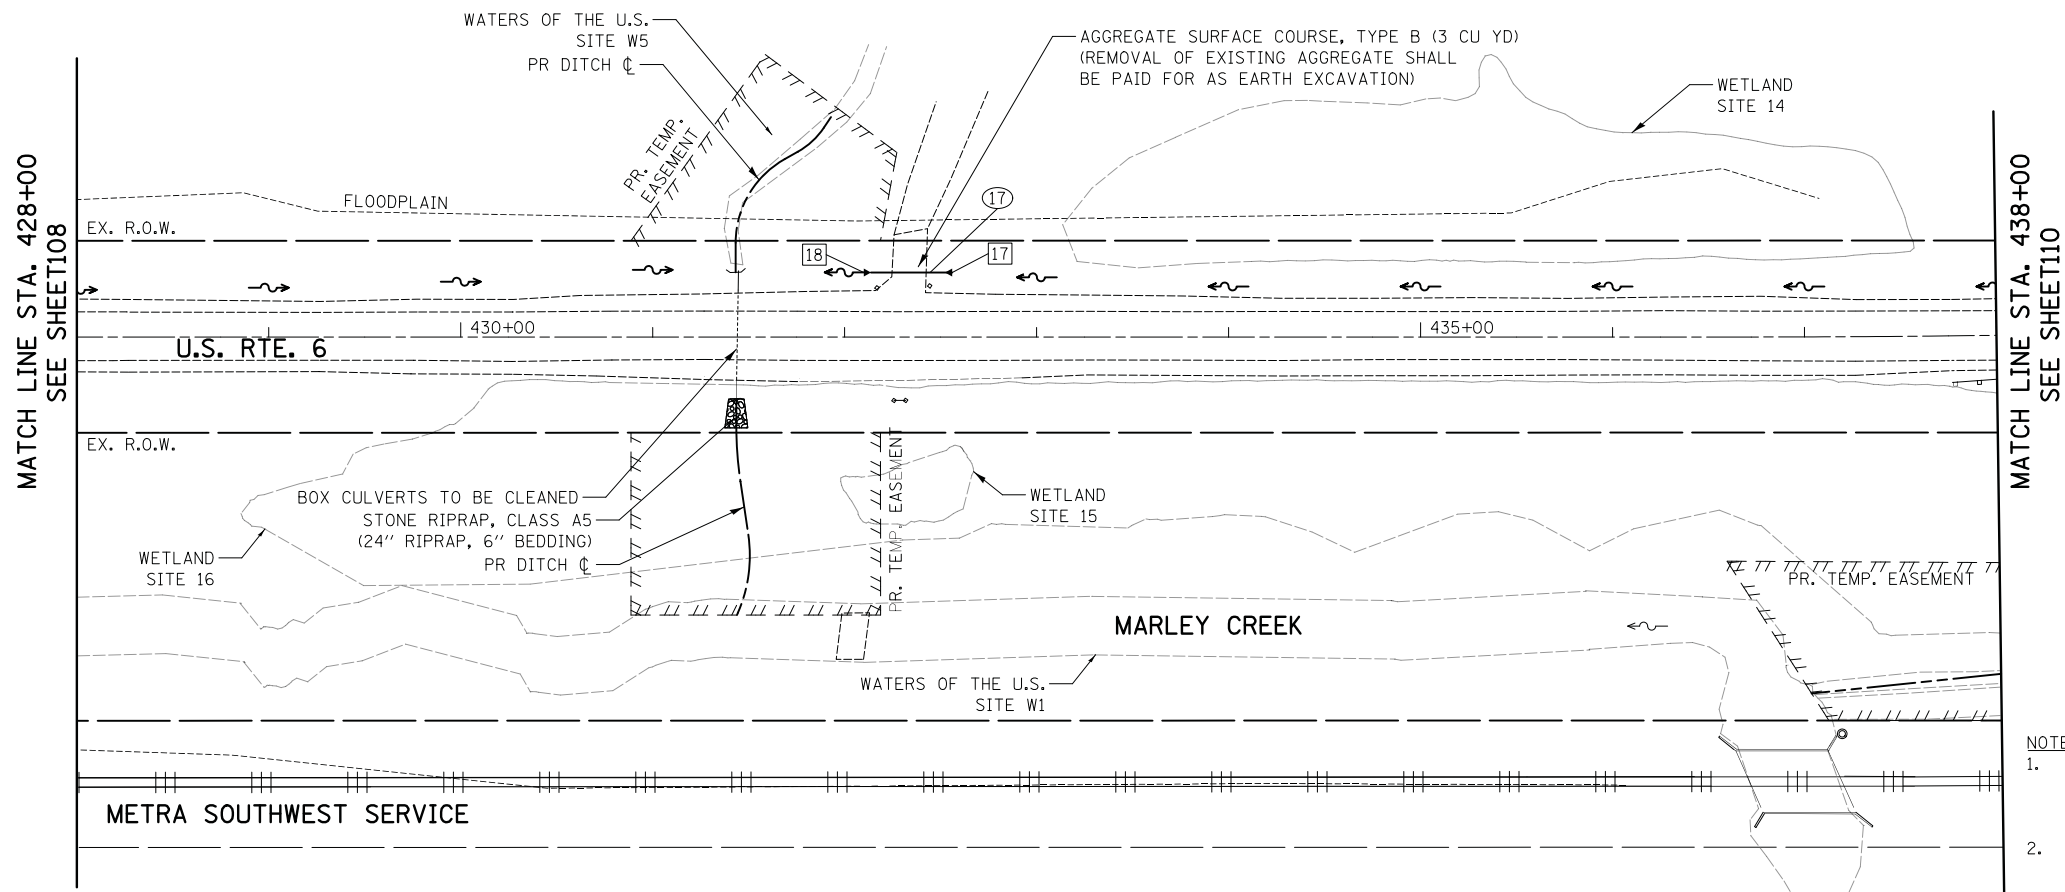 WATERS OF THE U.S.
SITE W5
PR DITCH ℄
AGGREGATE SURFACE COURSE, TYPE B (3 CU YD)
(REMOVAL OF EXISTING AGGREGATE SHALL
BE PAID FOR AS EARTH EXCAVATION)
WETLAND
SITE 14
PR. TEMP.
EASEMENT
MATCH LINE STA. 428+00
SEE SHEET108
FLOODPLAIN
EX. R.O.W.
17
18
17
MATCH LINE STA. 438+00
SEE SHEET110
430+00
435+00
U.S. RTE. 6
EX. R.O.W.
BOX CULVERTS TO BE CLEANED
STONE RIPRAP, CLASS A5
(24" RIPRAP, 6" BEDDING)
PR DITCH ℄
PR. TEMP. EASEMENT
WETLAND
SITE 15
WETLAND
SITE 16
PR. TEMP. EASEMENT
MARLEY CREEK
WATERS OF THE U.S.
SITE W1
NOTE
1.
METRA SOUTHWEST SERVICE
2.